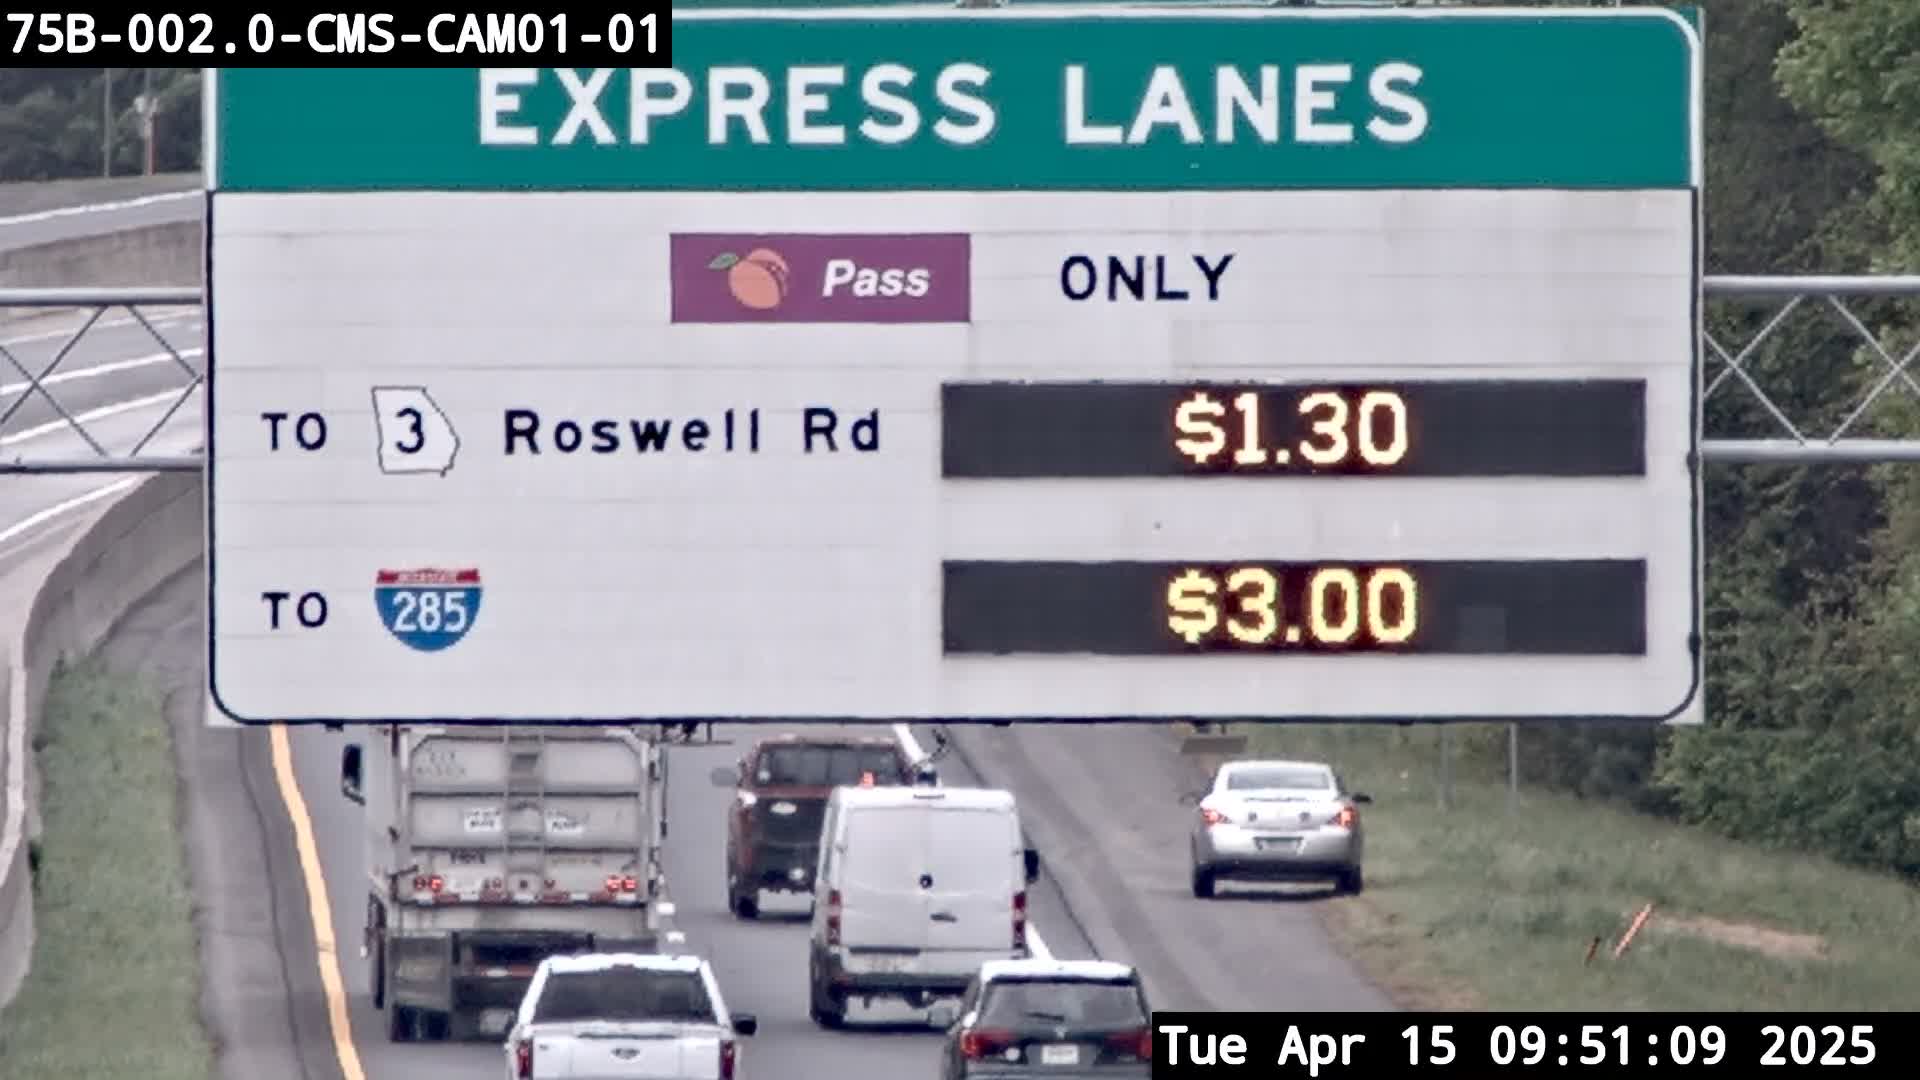 75B-002.0-CMS-CAM01-01
EXPRESS LANES
Pass ONLY
TO 3 Roswell Rd $1.30
TO INTERSTATE 285 $3.00
Tue Apr 15 09:51:09 2025